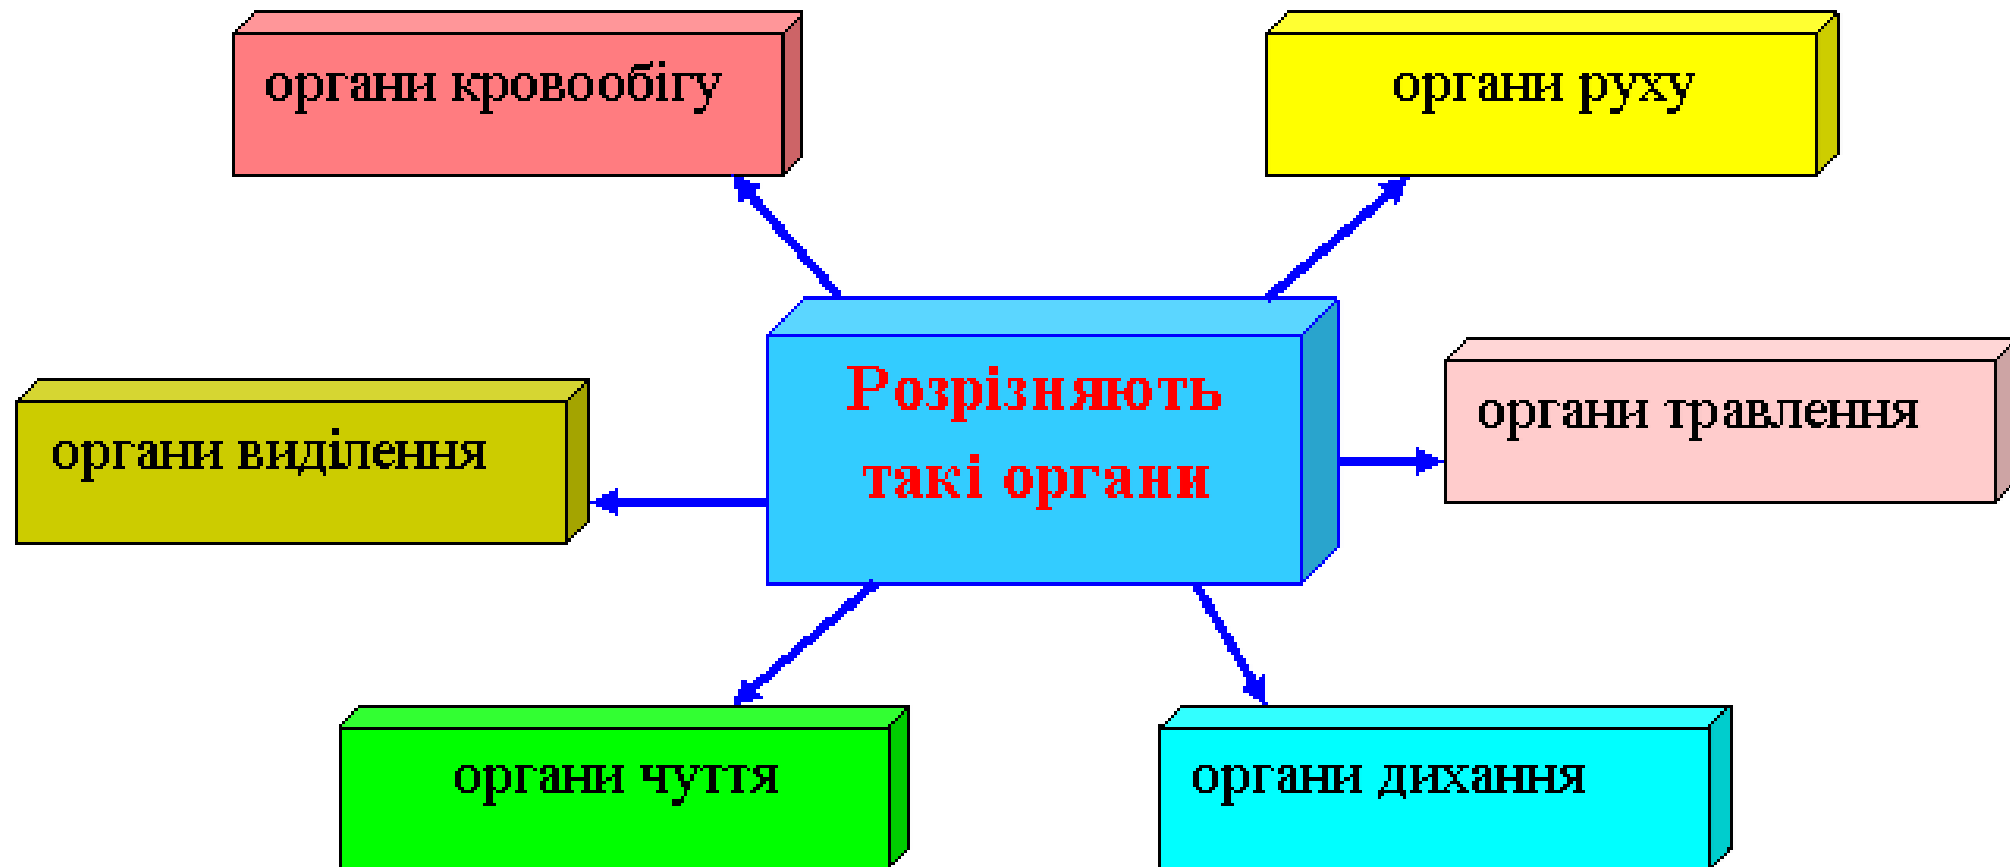 органи кровообігу
органи руху
Розрізняють
такі органи
органи травлення
органи виділення
органи чуття
органи дихання